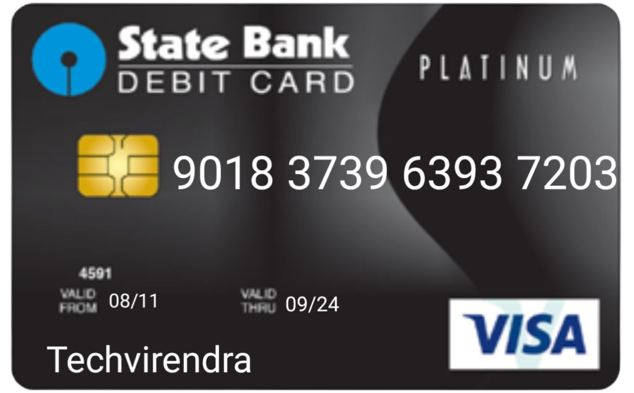 State Bank
DEBIT CARD
PLATINUM
9018 3739 6393 7203
4591
VALID FROM 08/11
VALID THRU 09/24
Techvirendra
VISA